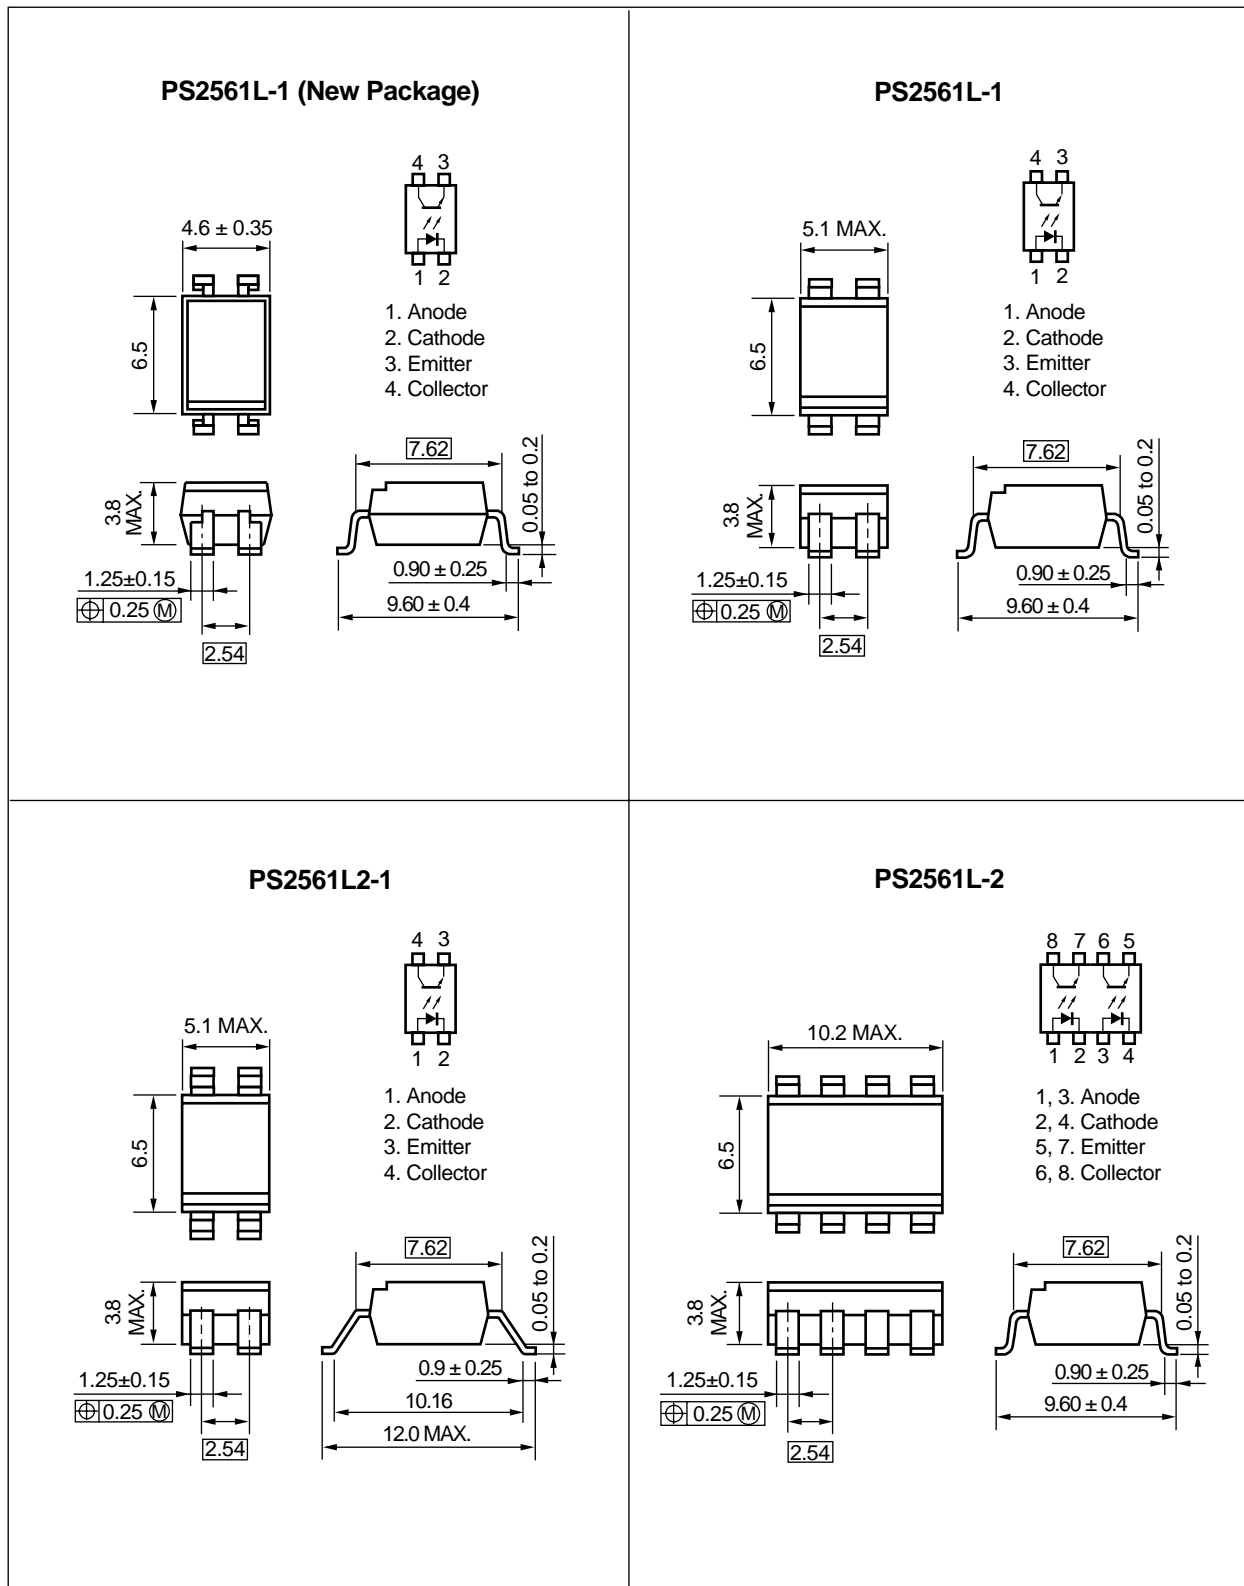 PS2561L-1 (New Package)
4 3
1 2
4.6 ± 0.35
1. Anode
2. Cathode
3. Emitter
4. Collector
6.5
7.62
0.05 to 0.2
3.8
MAX.
1.25±0.15
0.25 Ⓜ
2.54
0.90 ± 0.25
9.60 ± 0.4
PS2561L-1
4 3
1 2
5.1 MAX.
1. Anode
2. Cathode
3. Emitter
4. Collector
6.5
7.62
0.05 to 0.2
3.8
MAX.
1.25±0.15
0.25 Ⓜ
2.54
0.90 ± 0.25
9.60 ± 0.4
PS2561L2-1
4 3
1 2
5.1 MAX.
1. Anode
2. Cathode
3. Emitter
4. Collector
6.5
7.62
0.05 to 0.2
3.8
MAX.
1.25±0.15
0.25 Ⓜ
2.54
0.9 ± 0.25
10.16
12.0 MAX.
PS2561L-2
8 7 6 5
1 2 3 4
10.2 MAX.
1, 3. Anode
2, 4. Cathode
5, 7. Emitter
6, 8. Collector
6.5
7.62
0.05 to 0.2
3.8
MAX.
1.25±0.15
0.25 Ⓜ
2.54
0.90 ± 0.25
9.60 ± 0.4